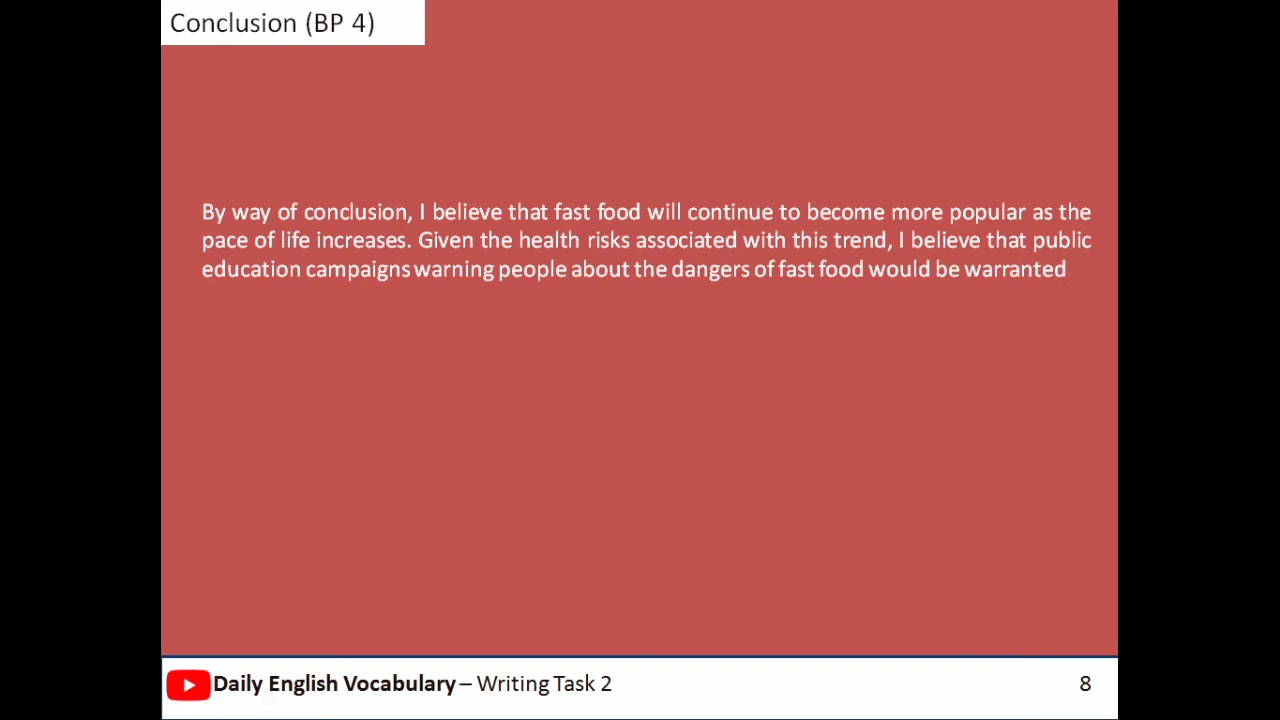 Conclusion (BP 4)
By way of conclusion, I believe that fast food will continue to become more popular as the
pace of life increases. Given the health risks associated with this trend, I believe that public
education campaigns warning people about the dangers of fast food would be warranted
Daily English Vocabulary – Writing Task 2
8